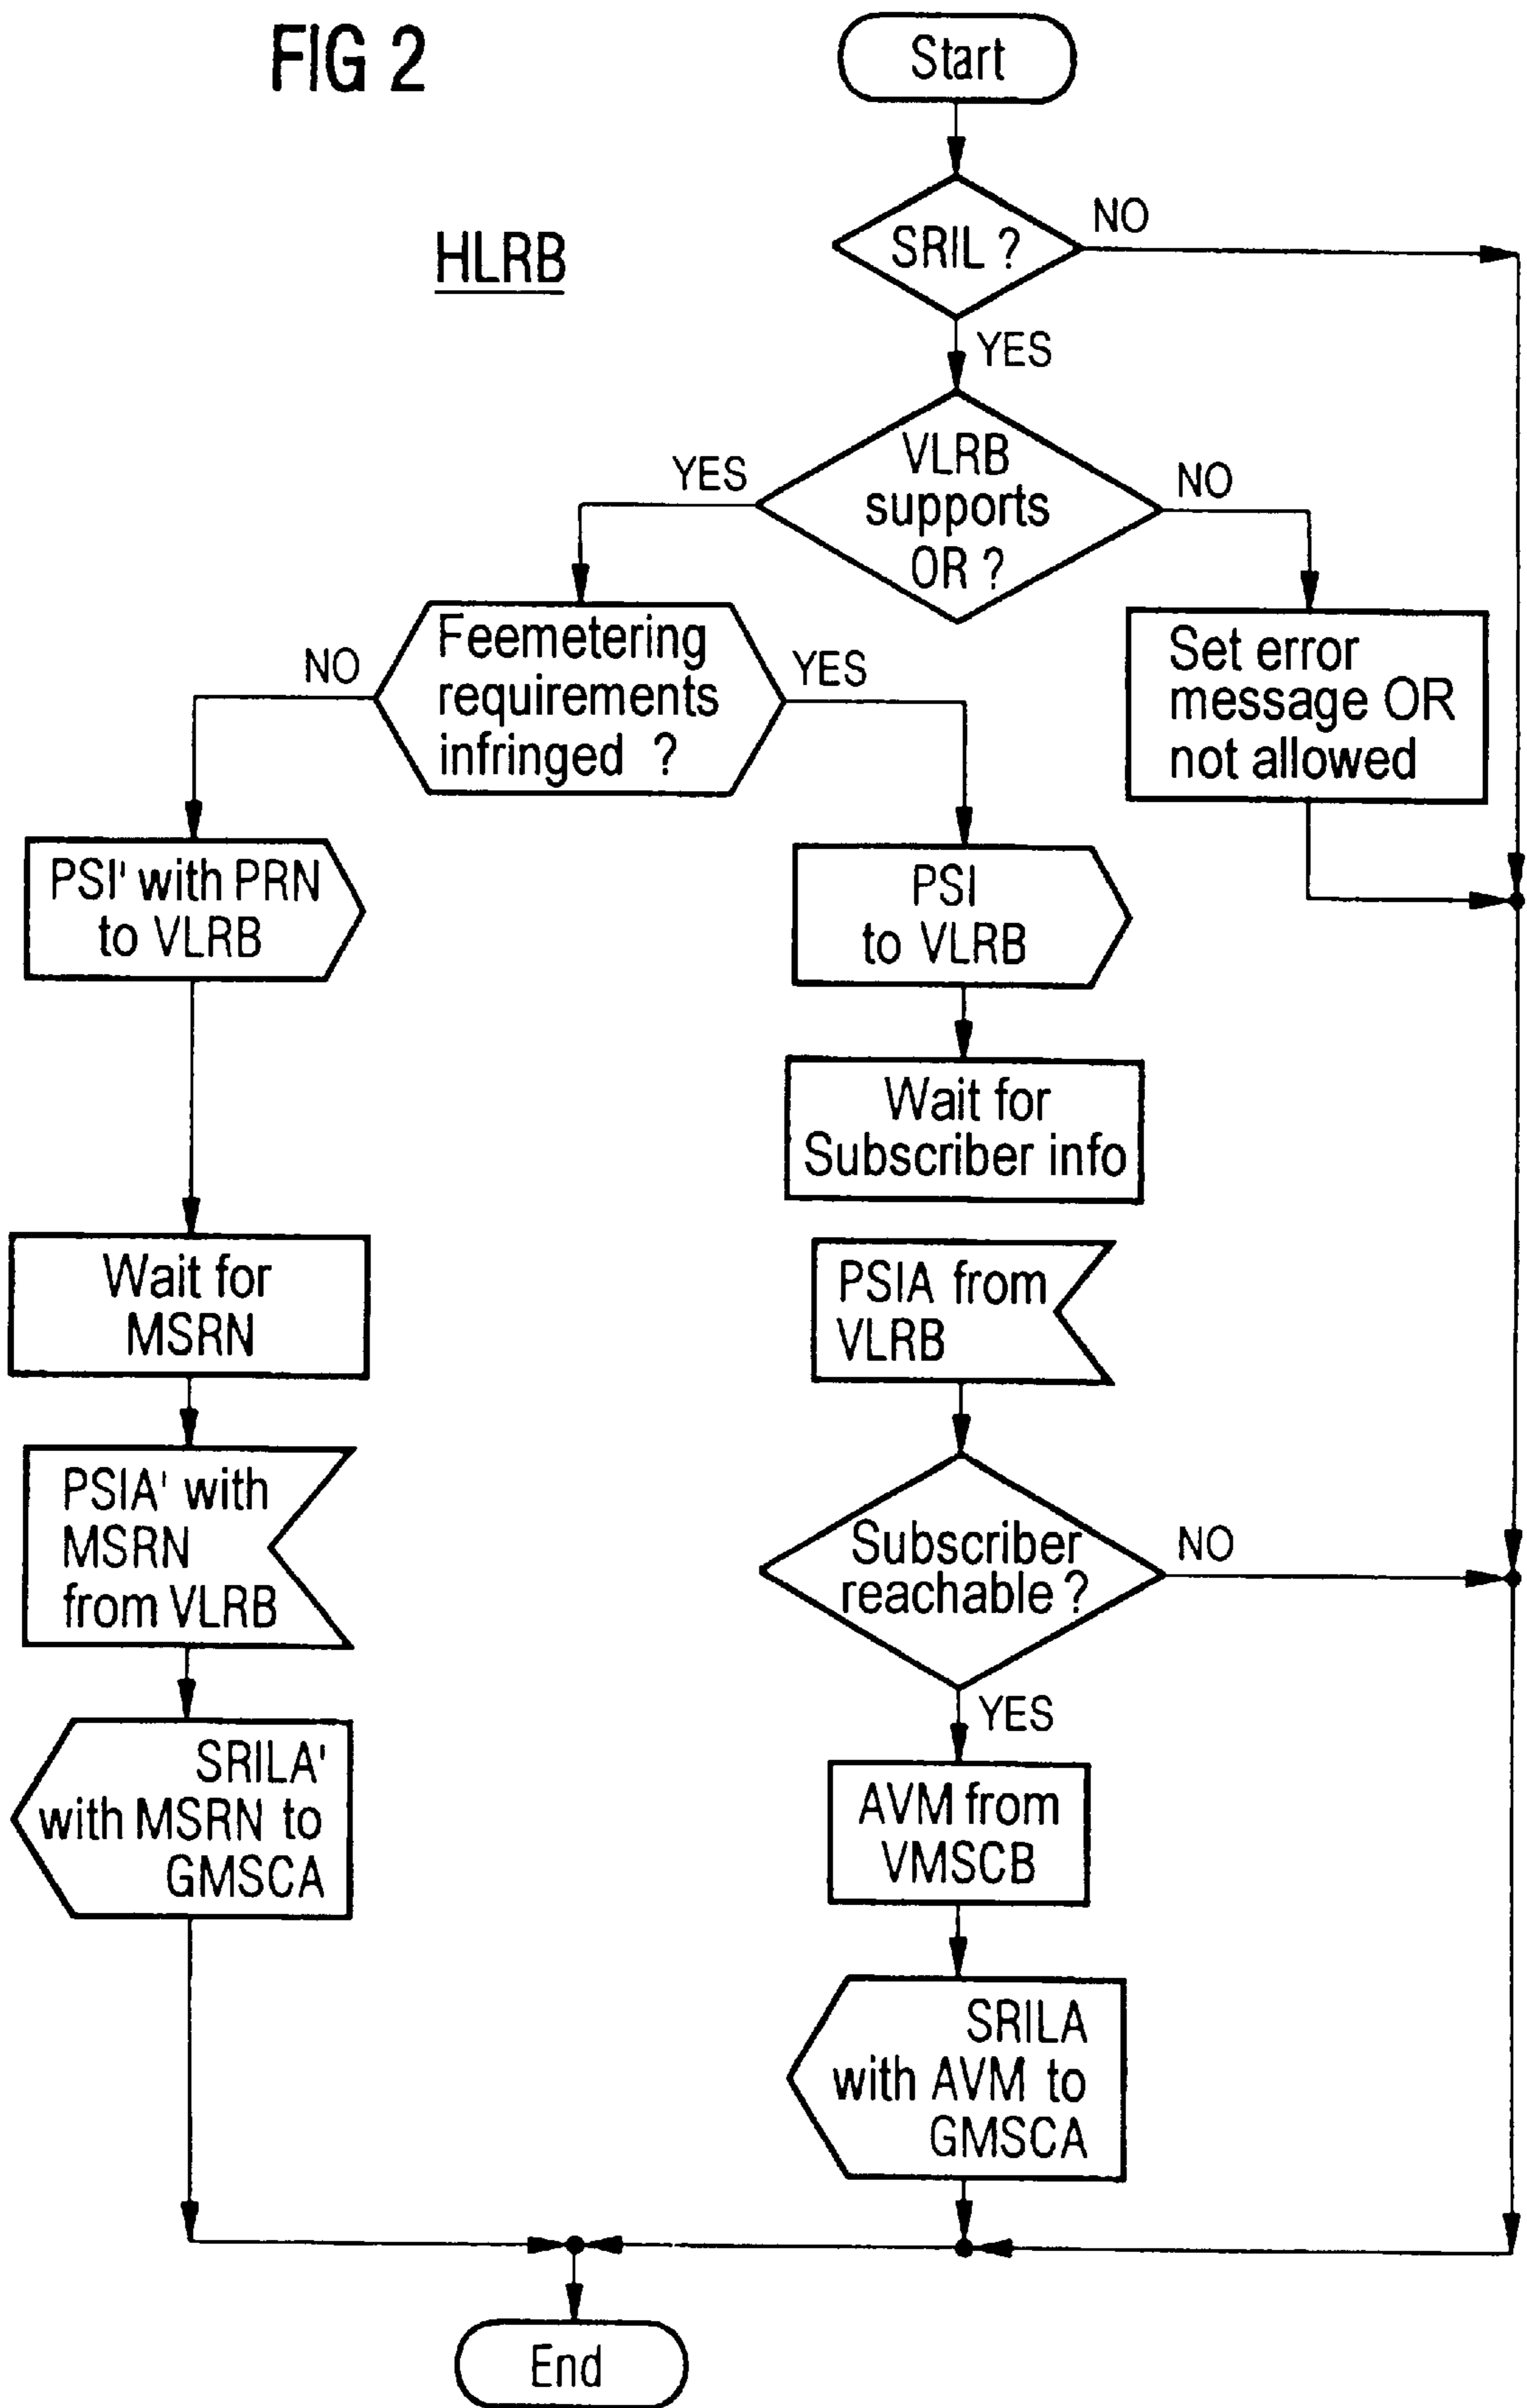 FIG 2
Start
HLRB
SRIL ?
NO
YES
VLRB
supports
OR ?
YES
NO
Feemetering
requirements
infringed ?
NO
YES
Set error
message OR
not allowed
PSI' with PRN
to VLRB
PSI
to VLRB
Wait for
Subscriber info
Wait for
MSRN
PSIA from
VLRB
PSIA' with
MSRN
from VLRB
Subscriber
reachable ?
NO
YES
SRILA'
with MSRN to
GMSCA
AVM from
VMSCB
SRILA
with AVM to
GMSCA
End